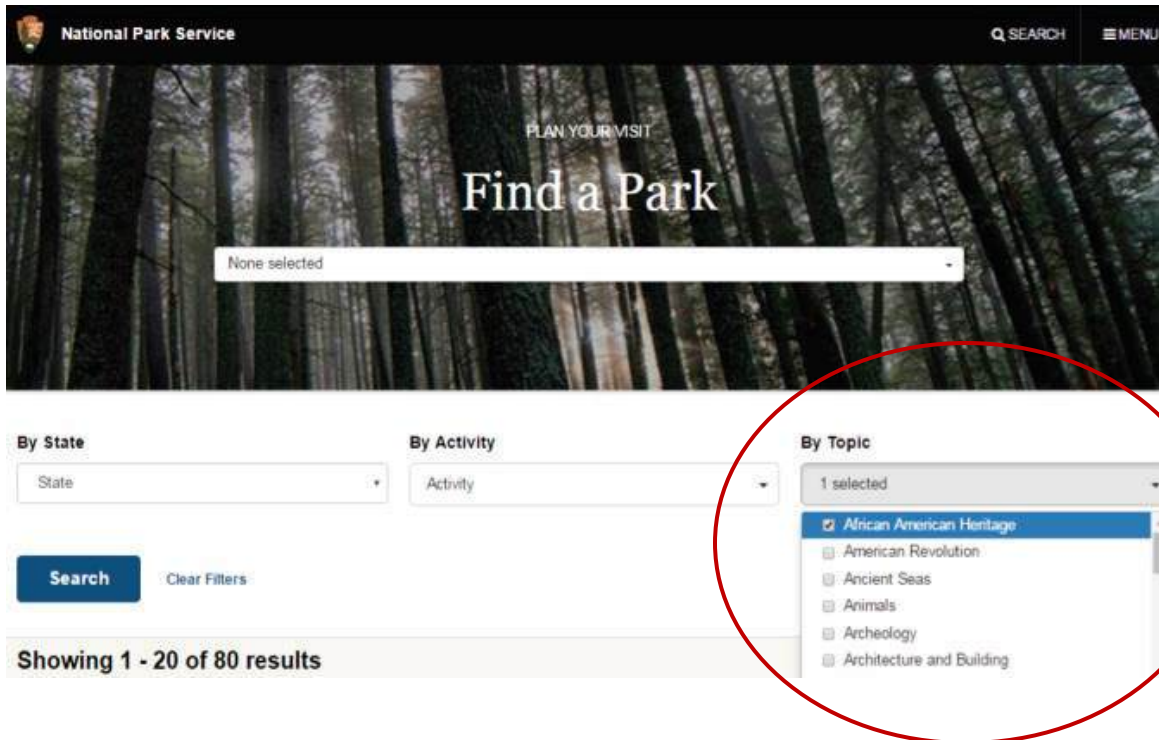 National Park Service
SEARCH
MENU
PLAN YOUR VISIT
Find a Park
None selected
By State
By Activity
By Topic
State
Activity
1 selected
African American Heritage
American Revolution
Ancient Seas
Animals
Archeology
Architecture and Building
Search
Clear Filters
Showing 1 - 20 of 80 results